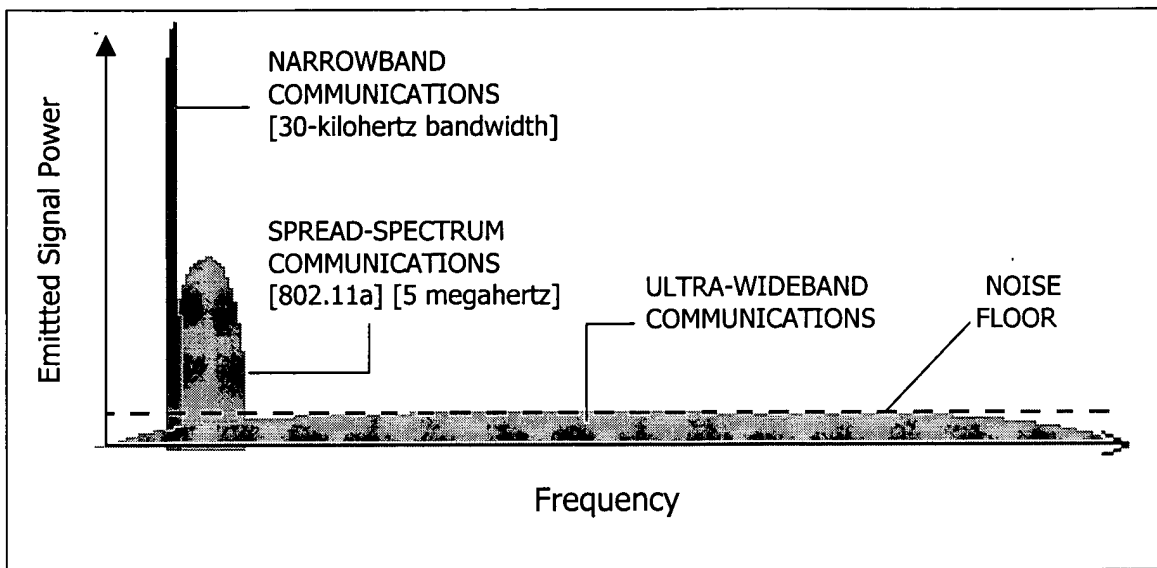 NARROWBAND
COMMUNICATIONS
[30-kilohertz bandwidth]
Emittted Signal Power
SPREAD-SPECTRUM
COMMUNICATIONS
[802.11a] [5 megahertz]
ULTRA-WIDEBAND
COMMUNICATIONS
NOISE
FLOOR
Frequency